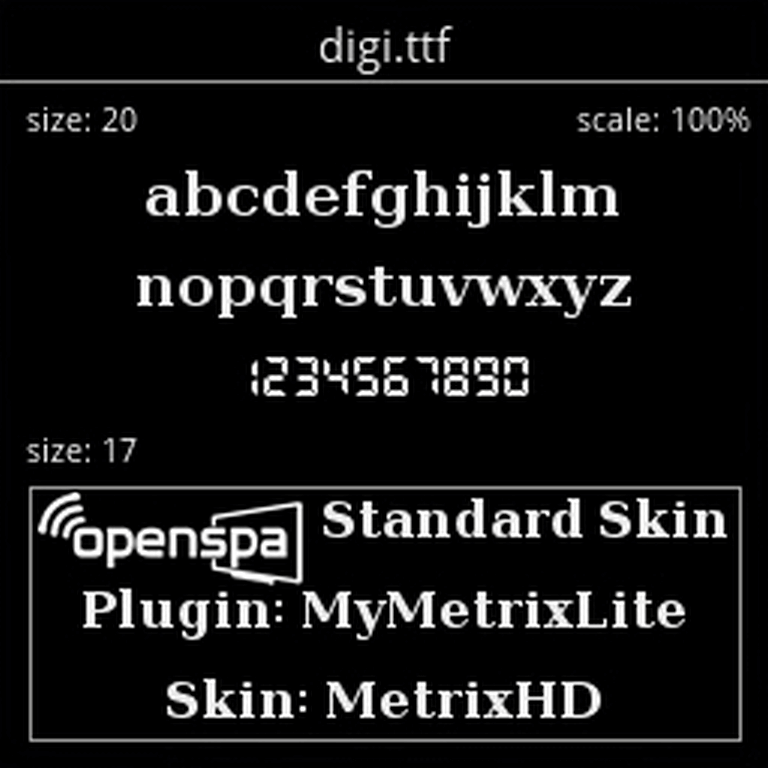 digi.ttf
size: 20 scale: 100%
abcdefghijklm
nopqrstuvwxyz
1234567890
size: 17
openspa Standard Skin
Plugin: MyMetrixLite
Skin: MetrixHD